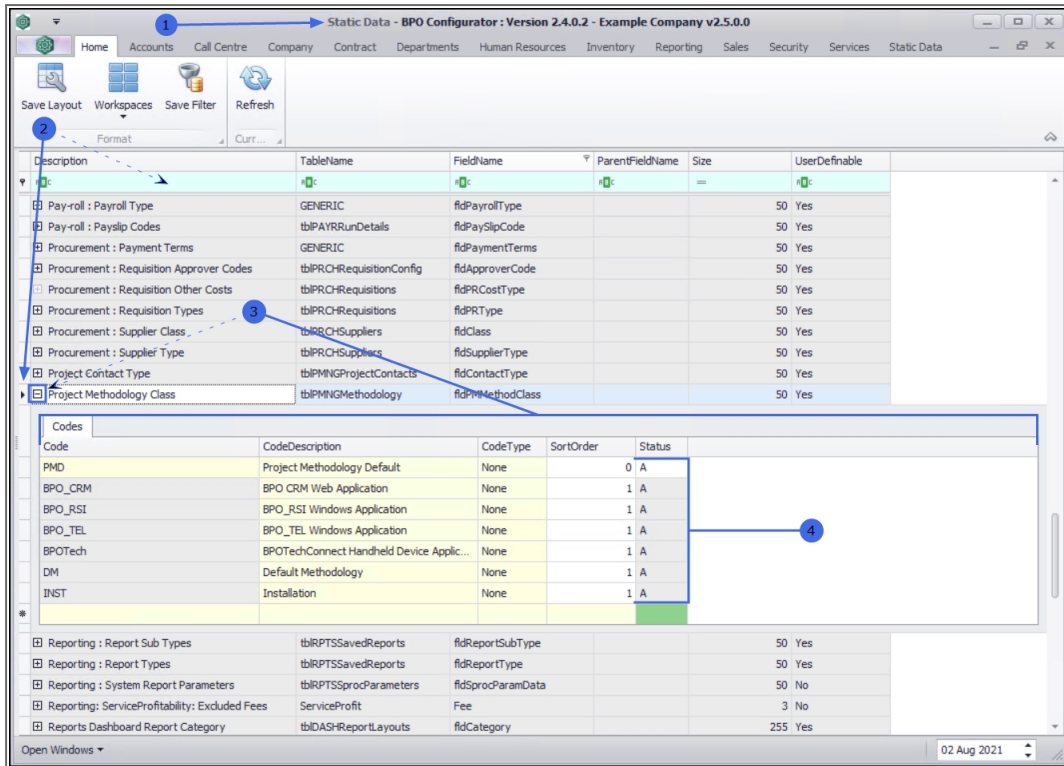 Static Data - BPO Configurator : Version 2.4.0.2 - Example Company v2.5.0.0
1
Home Accounts Call Centre Company Contract Departments Human Resources Inventory Reporting Sales Security Services Static Data
Save Layout Workspaces Save Filter Refresh
2
Format Curr...
Description TableName FieldName ParentFieldName Size UserDefinable
=
Pay-roll : Payroll Type GENERIC fldPayrollType 50 Yes
Pay-roll : Payslip Codes tblPAYRRunDetails fldPaySlipCode 50 Yes
Procurement : Payment Terms GENERIC fldPaymentTerms 50 Yes
Procurement : Requisition Approver Codes tblPRCHRequisitionConfig fldApproverCode 50 Yes
Procurement : Requisition Other Costs tblPRCHRequisitions fldPRCostType 50 Yes
Procurement : Requisition Types tblPRCHRequisitions fldPRType 50 Yes
3
Procurement : Supplier Class tblPRCHSuppliers fldClass 50 Yes
Procurement : Supplier Type tblPRCHSuppliers fldSupplierType 50 Yes
Project Contact Type tblPMNGProjectContacts fldContactType 50 Yes
Project Methodology Class tblPMNGMethodology fldPMMethodClass 50 Yes
Codes
Code CodeDescription CodeType SortOrder Status
PMD Project Methodology Default None 0 A
BPO_CRM BPO CRM Web Application None 1 A
BPO_RSI BPO_RSI Windows Application None 1 A
BPO_TEL BPO_TEL Windows Application None 1 A
4
BPOTech BPOTechConnect Handheld Device Applic... None 1 A
DM Default Methodology None 1 A
INST Installation None 1 A
Reporting : Report Sub Types tblRPTSSavedReports fldReportSubType 50 Yes
Reporting : Report Types tblRPTSSavedReports fldReportType 50 Yes
Reporting : System Report Parameters tblRPTSSprocParameters fldSprocParamData 50 No
Reporting: ServiceProfitability: Excluded Fees ServiceProfit Fee 3 No
Reports Dashboard Report Category tblDASHReportLayouts fldCategory 255 Yes
Open Windows 02 Aug 2021